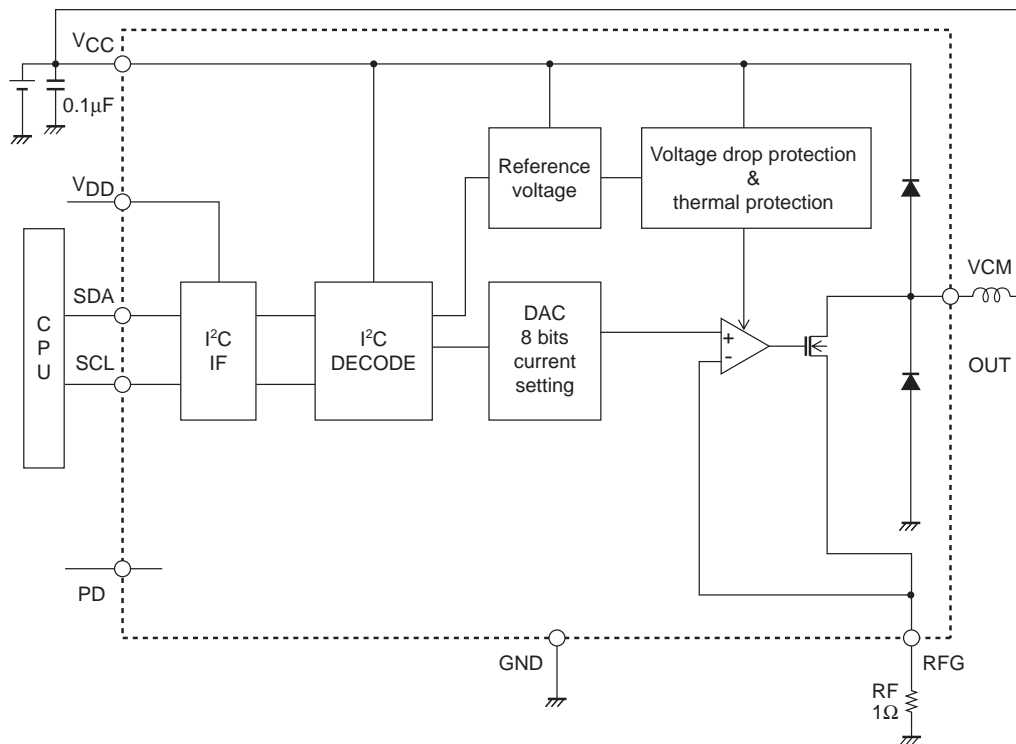 VCC
0.1μF
Reference
voltage
Voltage drop protection
&
thermal protection
VDD
VCM
SDA
SCL
C
P
U
I²C
IF
I²C
DECODE
DAC
8 bits
current
setting
+
-
OUT
PD
GND
RFG
RF
1Ω